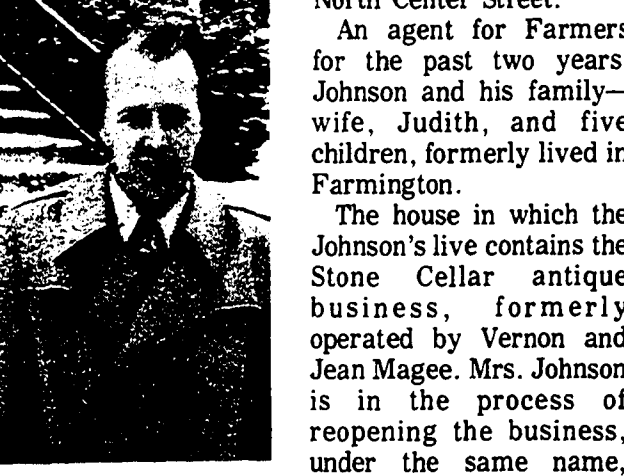 North Center Street.
An agent for Farmers
for the past two years
Johnson and his family—
wife, Judith, and five
children, formerly lived in
Farmington.
The house in which the
Johnson's live contains the
Stone Cellar antique
business, formerly
operated by Vernon and
Jean Magee. Mrs. Johnson
is in the process of
reopening the business,
under the same name,